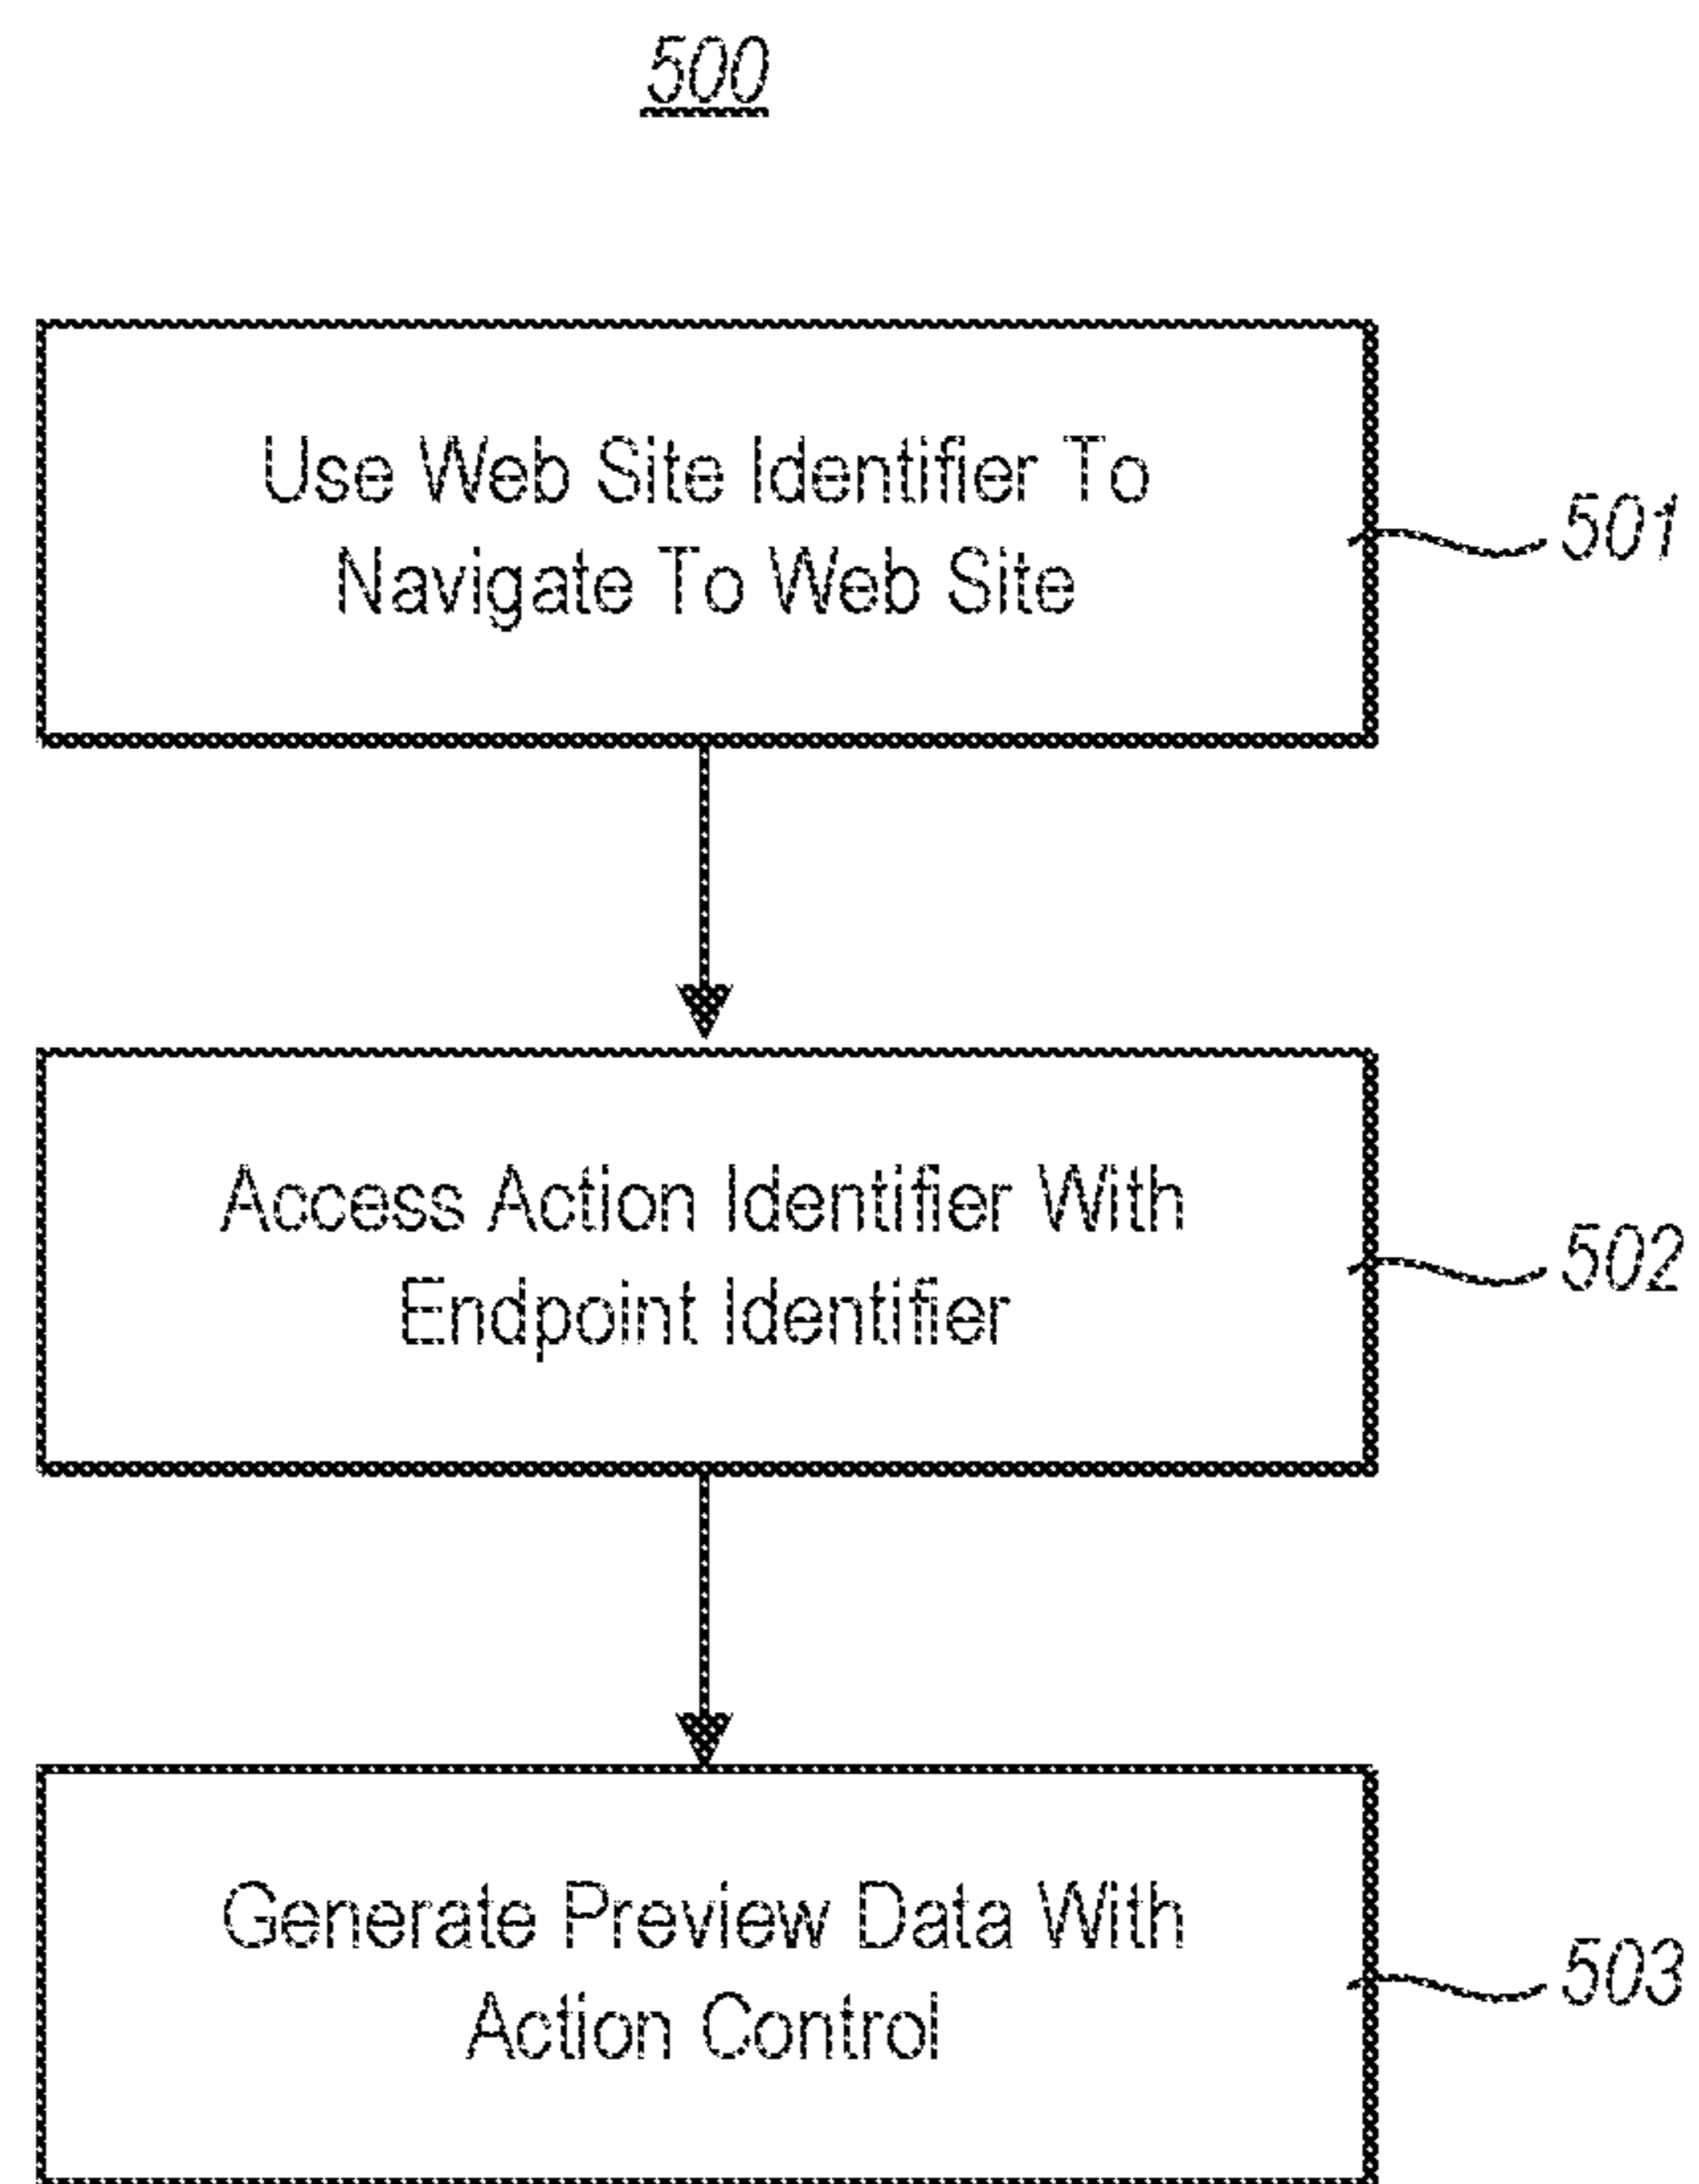 500
Use Web Site Identifier To
Navigate To Web Site
501
Access Action Identifier With
Endpoint Identifier
502
Generate Preview Data With
Action Control
503